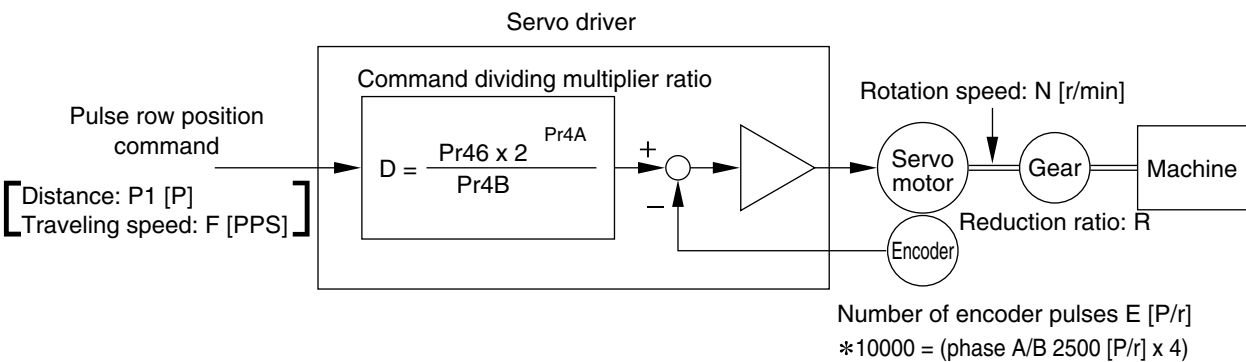 Servo driver
Command dividing multiplier ratio
Pulse row position
command
Distance: P1 [P]
Traveling speed: F [PPS]
D = Pr46 x 2 Pr4A
Pr4B
+
−
Rotation speed: N [r/min]
Servo
motor
Gear
Machine
Reduction ratio: R
Encoder
Number of encoder pulses E [P/r]
*10000 = (phase A/B 2500 [P/r] x 4)